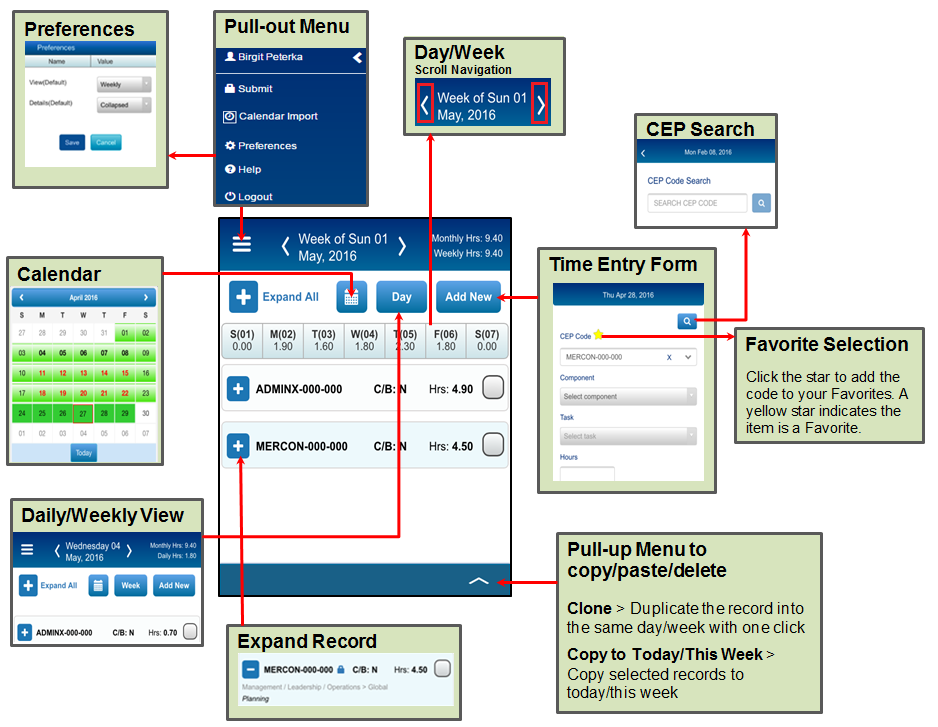 Preferences
Preferences
Name Value
View(Default) Weekly
Details(Default) Collapsed
Save Cancel
Pull-out Menu
Birgit Peterka
Submit
Calendar Import
Preferences
Help
Logout
Day/Week
Scroll Navigation
Week of Sun 01
May, 2016
CEP Search
Mon Feb 08, 2016
CEP Code Search
SEARCH CEP CODE
Week of Sun 01
May, 2016
Monthly Hrs: 9.40
Weekly Hrs: 9.40
Expand All Day Add New
S(01) M(02) T(03) W(04) T(05) F(06) S(07)
0.00 1.90 1.60 1.80 2.30 1.80 0.00
ADMINX-000-000 C/B: N Hrs: 4.90
MERCON-000-000 C/B: N Hrs: 4.50
Calendar
April 2016
S M T W T F S
27 28 29 30 31 01 02
03 04 05 06 07 08 09
10 11 12 13 14 15 16
17 18 19 20 21 22 23
24 25 26 27 28 29 30
01 02 03 04 05 06 07
Today
Time Entry Form
Thu Apr 28, 2016
CEP Code
MERCON-000-000 X
Component
Select component
Task
Select task
Hours
Favorite Selection
Click the star to add the
code to your Favorites. A
yellow star indicates the
item is a Favorite.
Daily/Weekly View
Wednesday 04
May, 2016
Monthly Hrs: 9.40
Daily Hrs: 1.80
Expand All Week Add New
ADMINX-000-000 C/B: N Hrs: 0.70
Expand Record
MERCON-000-000 C/B: N Hrs: 4.50
Management / Leadership / Operations > Global
Planning
Pull-up Menu to
copy/paste/delete
Clone > Duplicate the record into
the same day/week with one click
Copy to Today/This Week >
Copy selected records to
today/this week